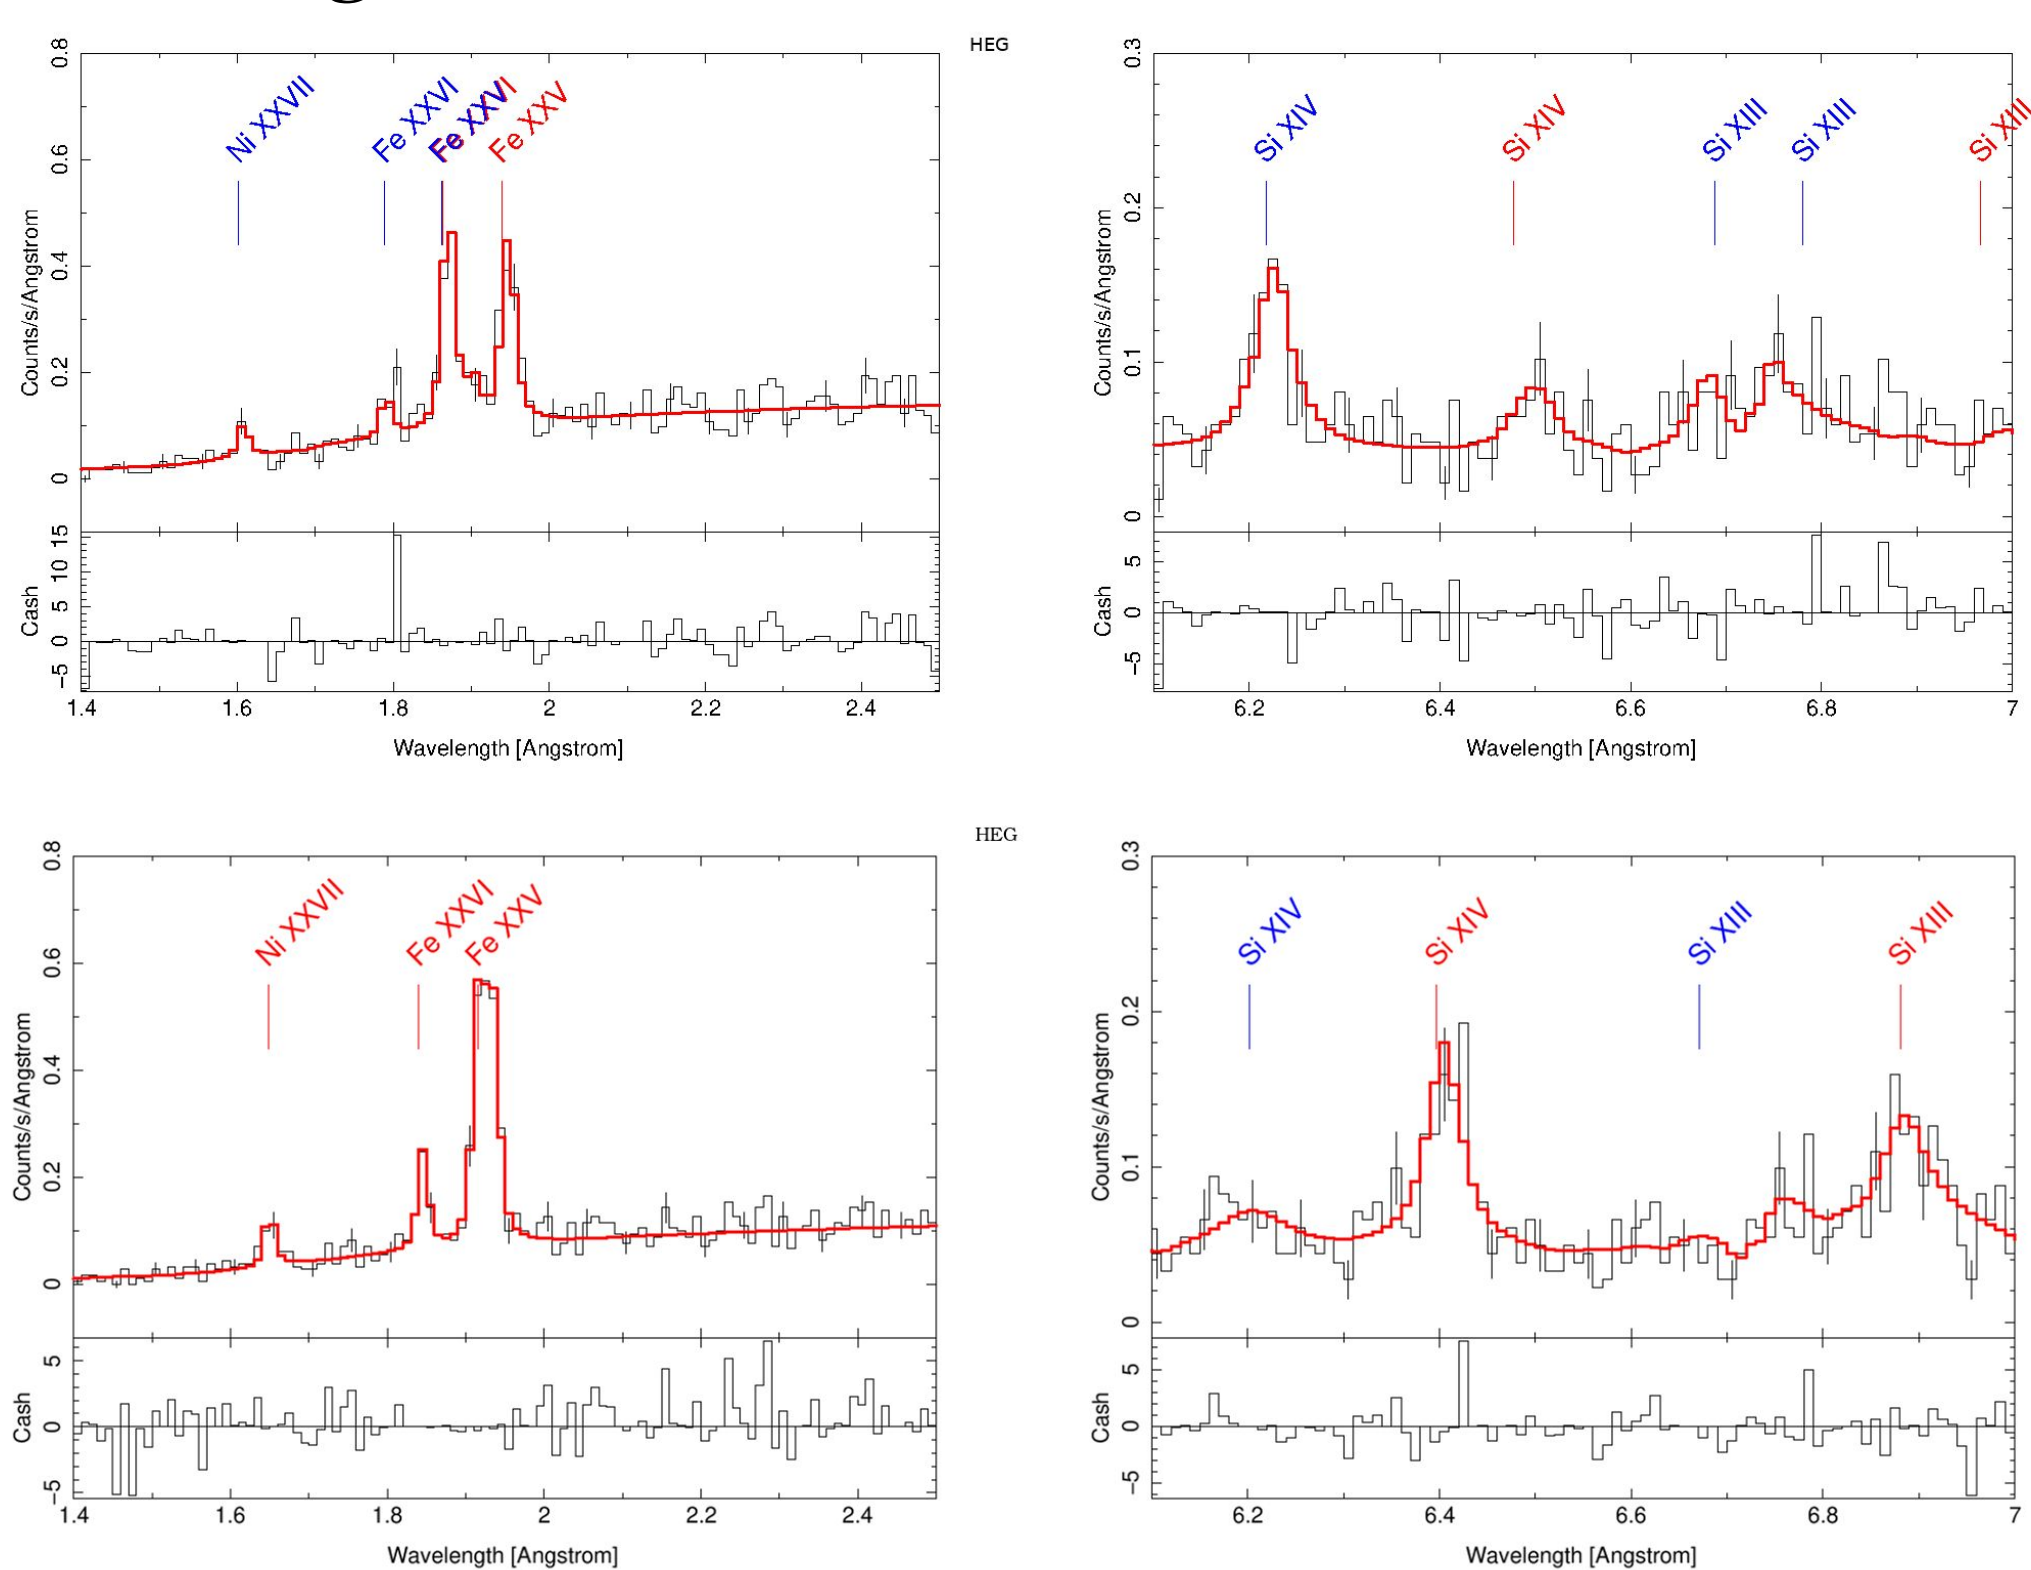 HEG
Ni XXVII
Fe XXVI
Fe XXV
Fe XXVI
Fe XXV
0.8
0.6
0.4
0.2
0
Counts/s/Angstrom
15
10
5
0
−5
Cash
1.4
1.6
1.8
2
2.2
2.4
Wavelength [Angstrom]
Si XIV
Si XIV
Si XIII
Si XIII
Si XIII
0.3
0.2
0.1
0
Counts/s/Angstrom
5
0
−5
Cash
6.2
6.4
6.6
6.8
7
Wavelength [Angstrom]
HEG
Ni XXVII
Fe XXVI
Fe XXV
0.8
0.6
0.4
0.2
0
Counts/s/Angstrom
5
0
−5
Cash
1.4
1.6
1.8
2
2.2
2.4
Wavelength [Angstrom]
Si XIV
Si XIV
Si XIII
Si XIII
0.3
0.2
0.1
0
Counts/s/Angstrom
5
0
−5
Cash
6.2
6.4
6.6
6.8
7
Wavelength [Angstrom]